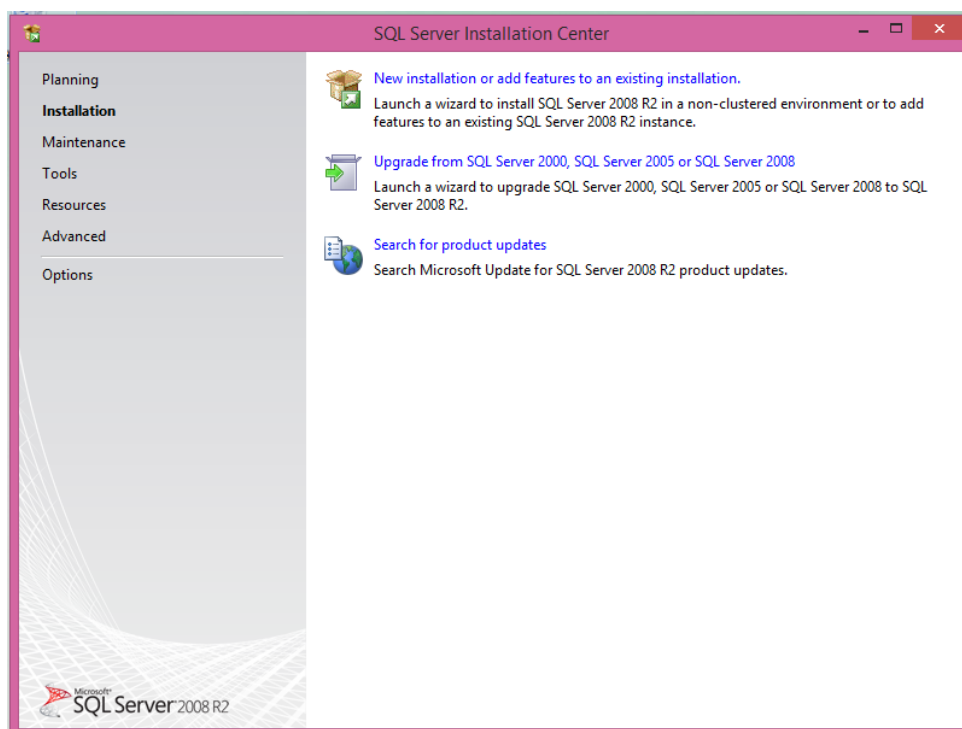 SQL Server Installation Center
Planning
Installation
Maintenance
Tools
Resources
Advanced
Options
New installation or add features to an existing installation.
Launch a wizard to install SQL Server 2008 R2 in a non-clustered environment or to add
features to an existing SQL Server 2008 R2 instance.
Upgrade from SQL Server 2000, SQL Server 2005 or SQL Server 2008
Launch a wizard to upgrade SQL Server 2000, SQL Server 2005 or SQL Server 2008 to SQL
Server 2008 R2.
Search for product updates
Search Microsoft Update for SQL Server 2008 R2 product updates.
Microsoft®
SQL Server 2008 R2